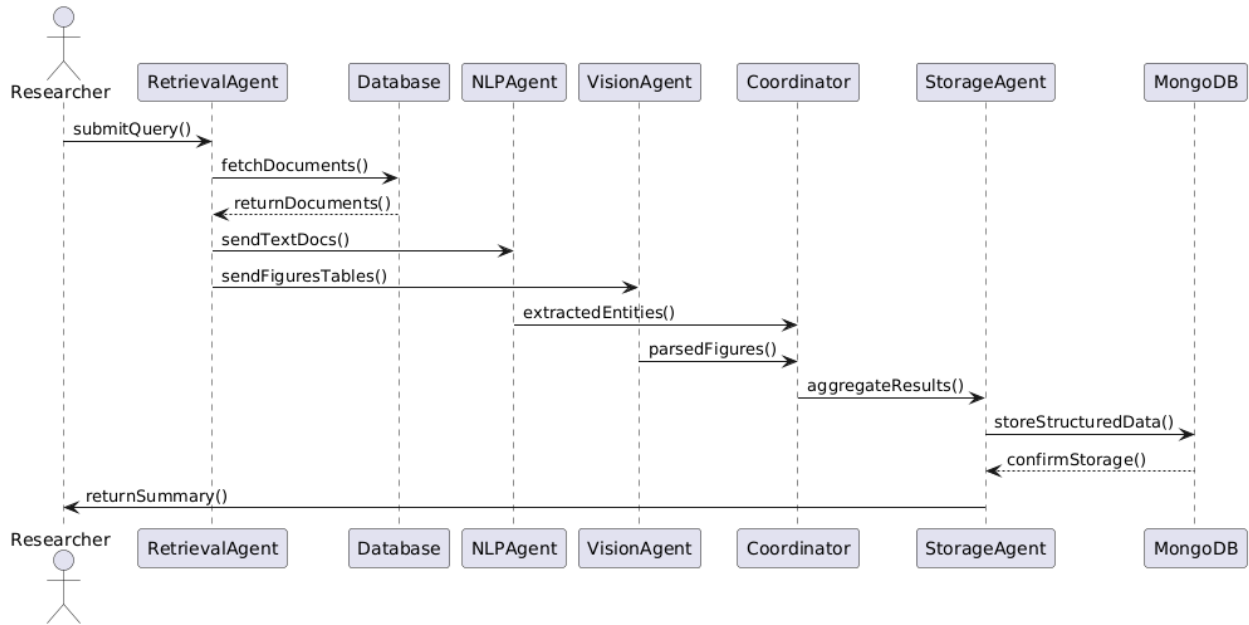 Researcher
RetrievalAgent
Database
NLPAgent
VisionAgent
Coordinator
StorageAgent
MongoDB
submitQuery()
fetchDocuments()
returnDocuments()
sendTextDocs()
sendFiguresTables()
extractedEntities()
parsedFigures()
aggregateResults()
storeStructuredData()
confirmStorage()
returnSummary()
Researcher
RetrievalAgent
Database
NLPAgent
VisionAgent
Coordinator
StorageAgent
MongoDB